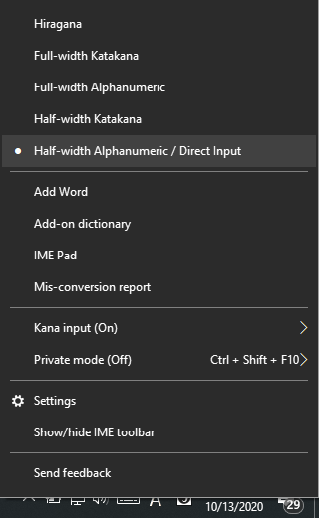 Hiragana
Full-width Katakana
Full-width Alphanumeric
Half-width Katakana
Half-width Alphanumeric / Direct Input
Add Word
Add-on dictionary
IME Pad
Mis-conversion report
Kana input (On)
Private mode (Off) Ctrl + Shift + F10
Settings
Show/hide IME toolbar
Send feedback
A
10/13/2020 29